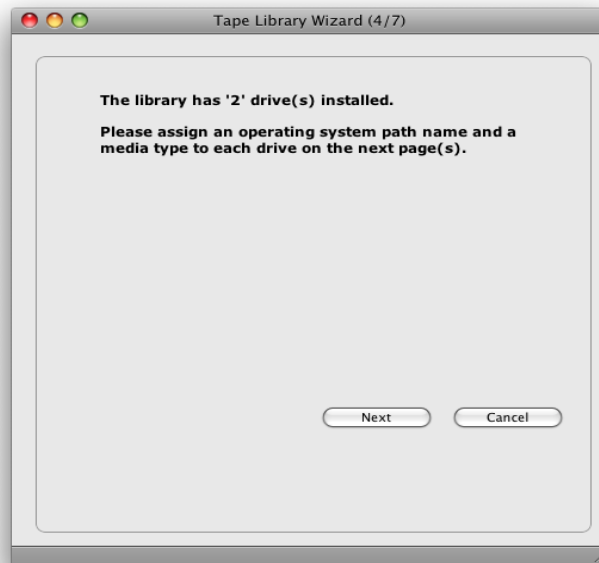 Tape Library Wizard (4/7)
The library has '2' drive(s) installed.
Please assign an operating system path name and a
media type to each drive on the next page(s).
Next Cancel